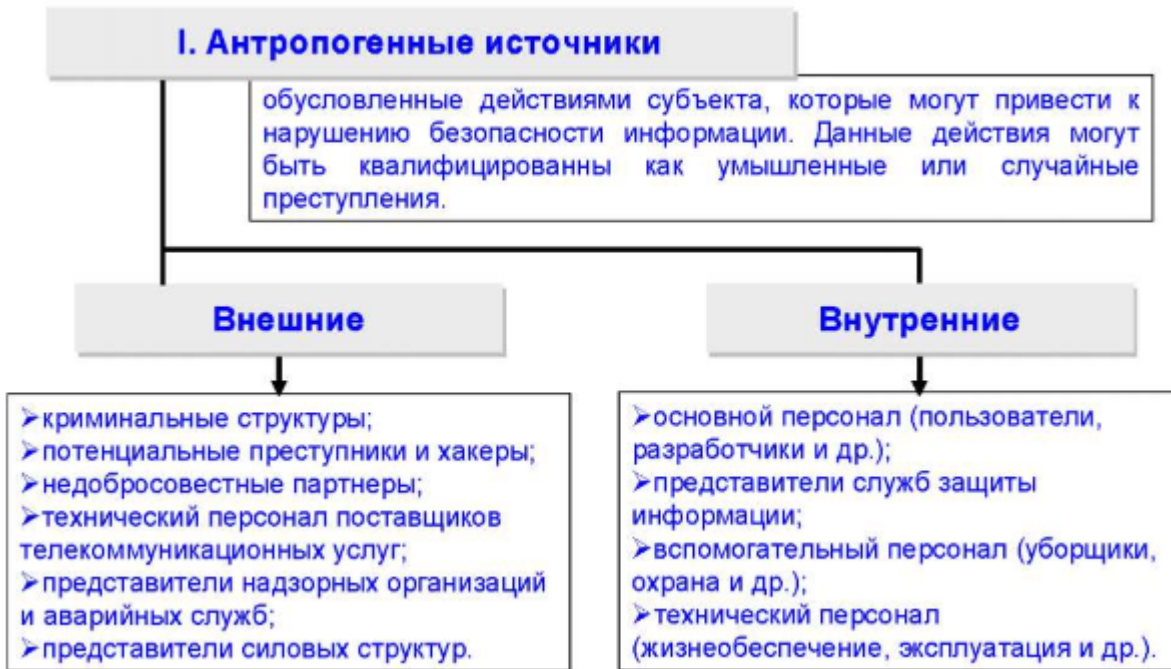 I. Антропогенные источники
обусловленные действиями субъекта, которые могут привести к
нарушению безопасности информации. Данные действия могут
быть квалифицированны как умышленные или случайные
преступления.
Внешние
➢криминальные структуры;
➢потенциальные преступники и хакеры;
➢недобросовестные партнеры;
➢технический персонал поставщиков
телекоммуникационных услуг;
➢представители надзорных организаций
и аварийных служб;
➢представители силовых структур.
Внутренние
➢основной персонал (пользователи,
разработчики и др.);
➢представители служб защиты
информации;
➢вспомогательный персонал (уборщики,
охрана и др.);
➢технический персонал
(жизнеобеспечение, эксплуатация и др.).